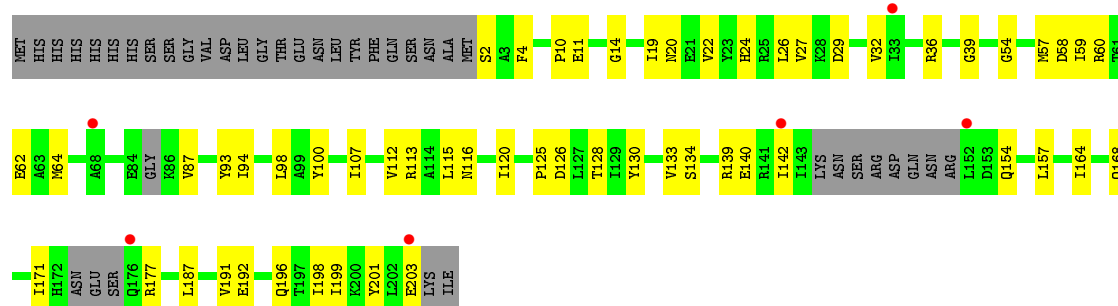 MET HIS HIS HIS HIS HIS HIS SER SER GLY VAL ASP LEU GLY THR GLU ASN LEU TYR PHE GLN SER ASN ALA MET S2 A3 F4 P10 E11 G14 I19 N20 E21 V22 Y23 H24 R25 L26 V27 K28 D29 V32 I33 R36 G39 G54 M57 D58 I59 R60 T61
E62 A63 M64 A68 E84 GLY K86 V87 Y93 I94 L98 A99 Y100 I107 V112 R113 A114 L115 N116 I120 P125 D126 L127 T128 I129 Y130 V133 S134 R139 E140 R141 I142 I143 LYS ASN SER ARG ASP GLN ASN ARG L152 D153 Q154 L157 I164 Q168
I171 H172 ASN GLU SER Q176 R177 L187 V191 E192 Q196 T197 I198 I199 K200 Y201 L202 E203 LYS ILE